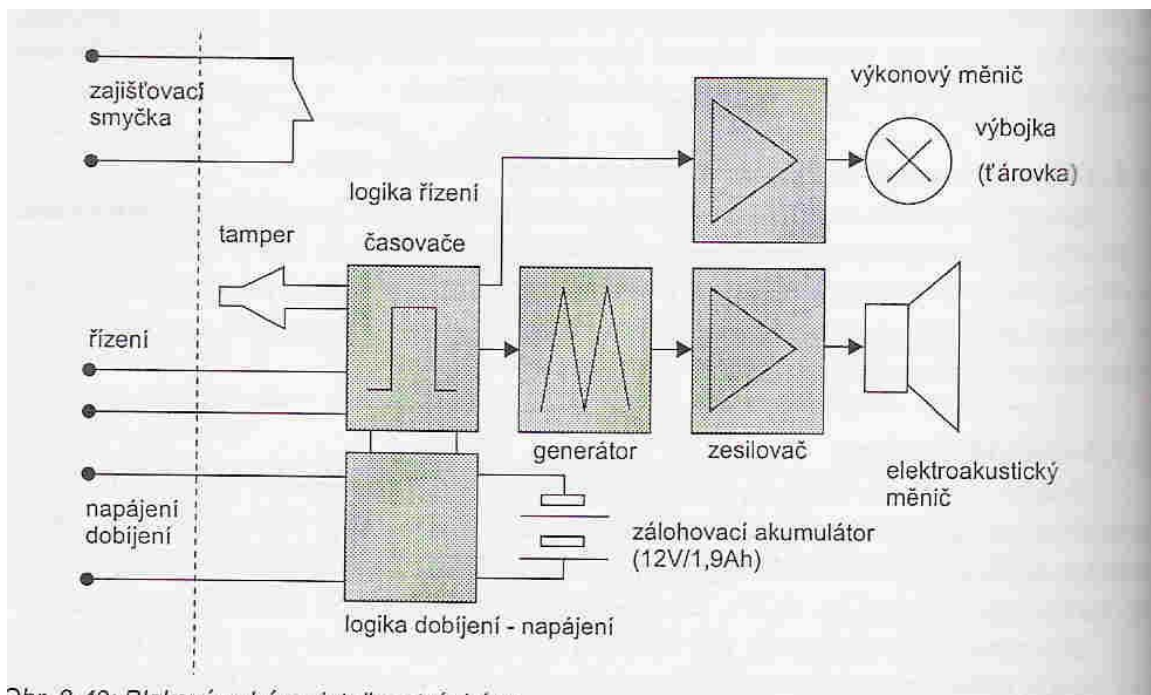 zajišťovací
smyčka
výkonový měnič
výbojka
(ťárovka)
logika řízení
tamper
časovače
řízení
generátor
zesilovač
elektroakustický
měnič
napájení
dobíjení
zálohovací akumulátor
(12V/1,9Ah)
logika dobíjení - napájení